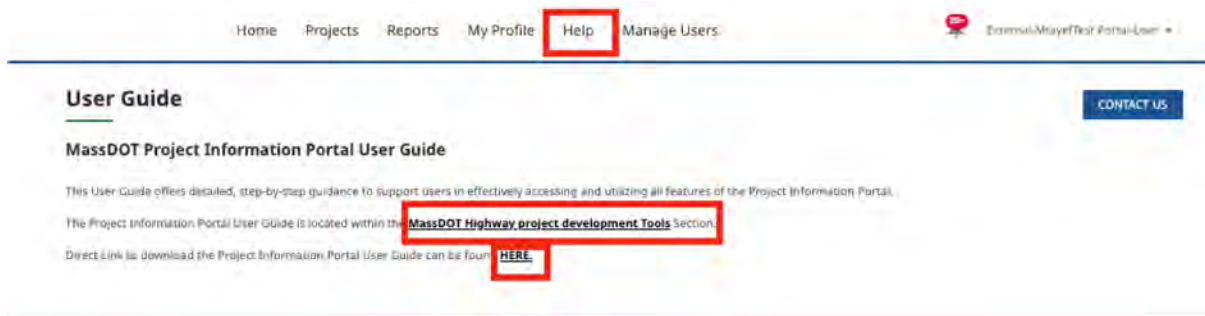 Home Projects Reports My Profile Help Manage Users
User Guide
CONTACT US
MassDOT Project Information Portal User Guide
This User Guide offers detailed, step-by-step guidance to support users in effectively accessing and utilizing all features of the Project Information Portal.
The Project Information Portal User Guide is located within the MassDOT Highway project development Tools Section.
Direct Link to download the Project Information Portal User Guide can be foun HERE.